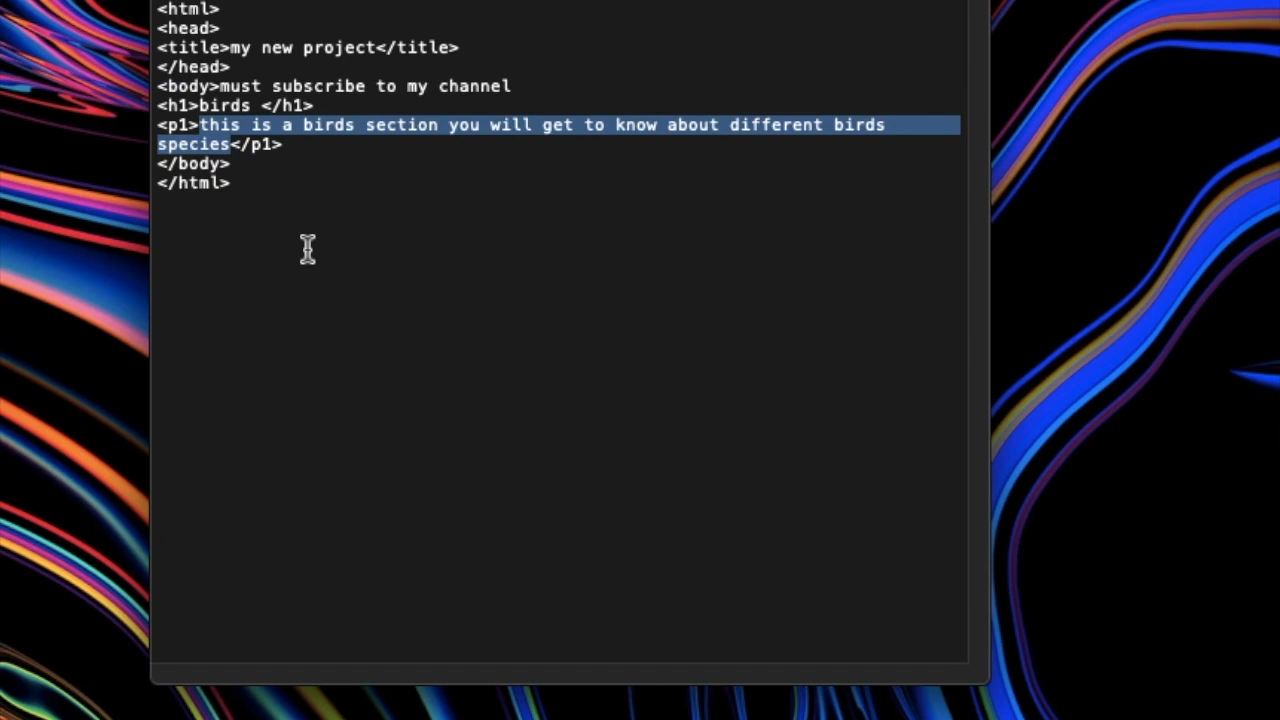 <html>
<head>
<title>my new project</title>
</head>
<body>must subscribe to my channel
<h1>birds </h1>
<p1>this is a birds section you will get to know about different birds
species</p1>
</body>
</html>